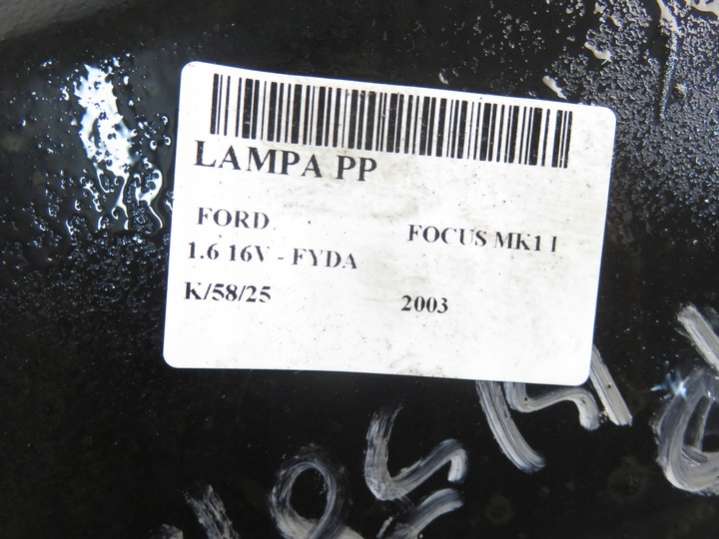 LAMPA PP
FORD FOCUS MK1 I
1.6 16V - FYDA
K/58/25 2003